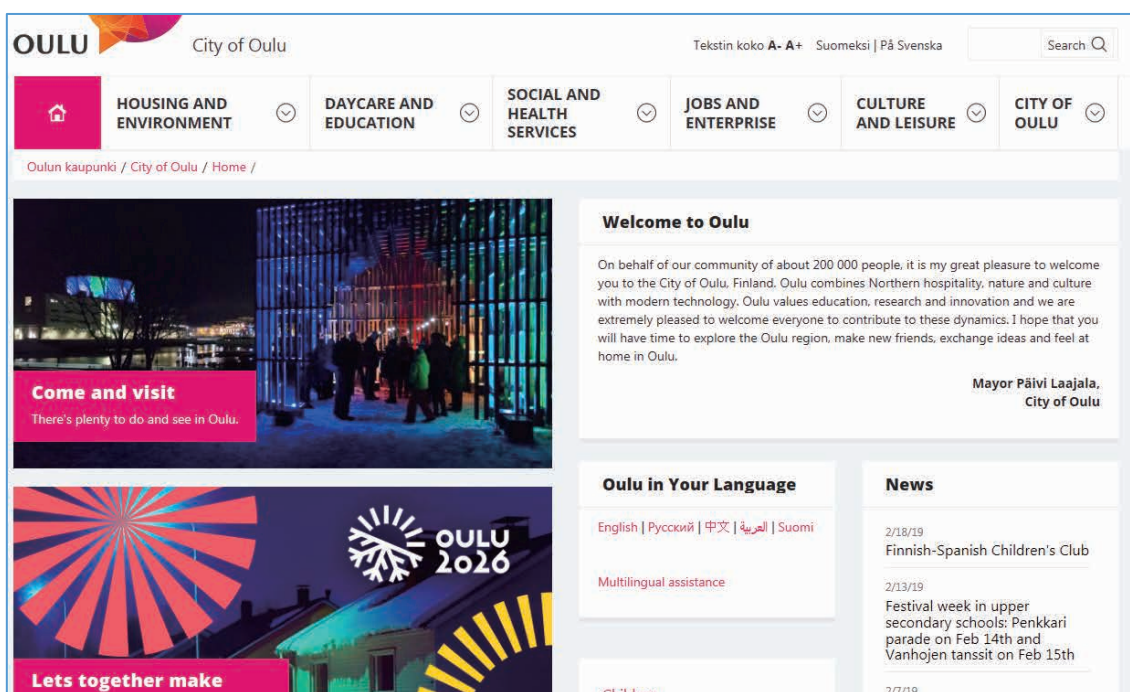 OULU
City of Oulu
Tekstin koko A- A+ Suomeksi | På Svenska
Search
HOUSING AND
ENVIRONMENT
DAYCARE AND
EDUCATION
SOCIAL AND
HEALTH
SERVICES
JOBS AND
ENTERPRISE
CULTURE
AND LEISURE
CITY OF
OULU
Oulun kaupunki / City of Oulu / Home /
Come and visit
There's plenty to do and see in Oulu.
Welcome to Oulu
On behalf of our community of about 200 000 people, it is my great pleasure to welcome
you to the City of Oulu, Finland. Oulu combines Northern hospitality, nature and culture
with modern technology. Oulu values education, research and innovation and we are
extremely pleased to welcome everyone to contribute to these dynamics. I hope that you
will have time to explore the Oulu region, make new friends, exchange ideas and feel at
home in Oulu.
Mayor Päivi Laajala,
City of Oulu
OULU
2026
Lets together make
Oulu in Your Language
English | Русский | 中文 | العربية | Suomi
Multilingual assistance
News
2/18/19
Finnish-Spanish Children's Club
2/13/19
Festival week in upper
secondary schools: Penkkari
parade on Feb 14th and
Vanhojen tanssit on Feb 15th
2/7/19